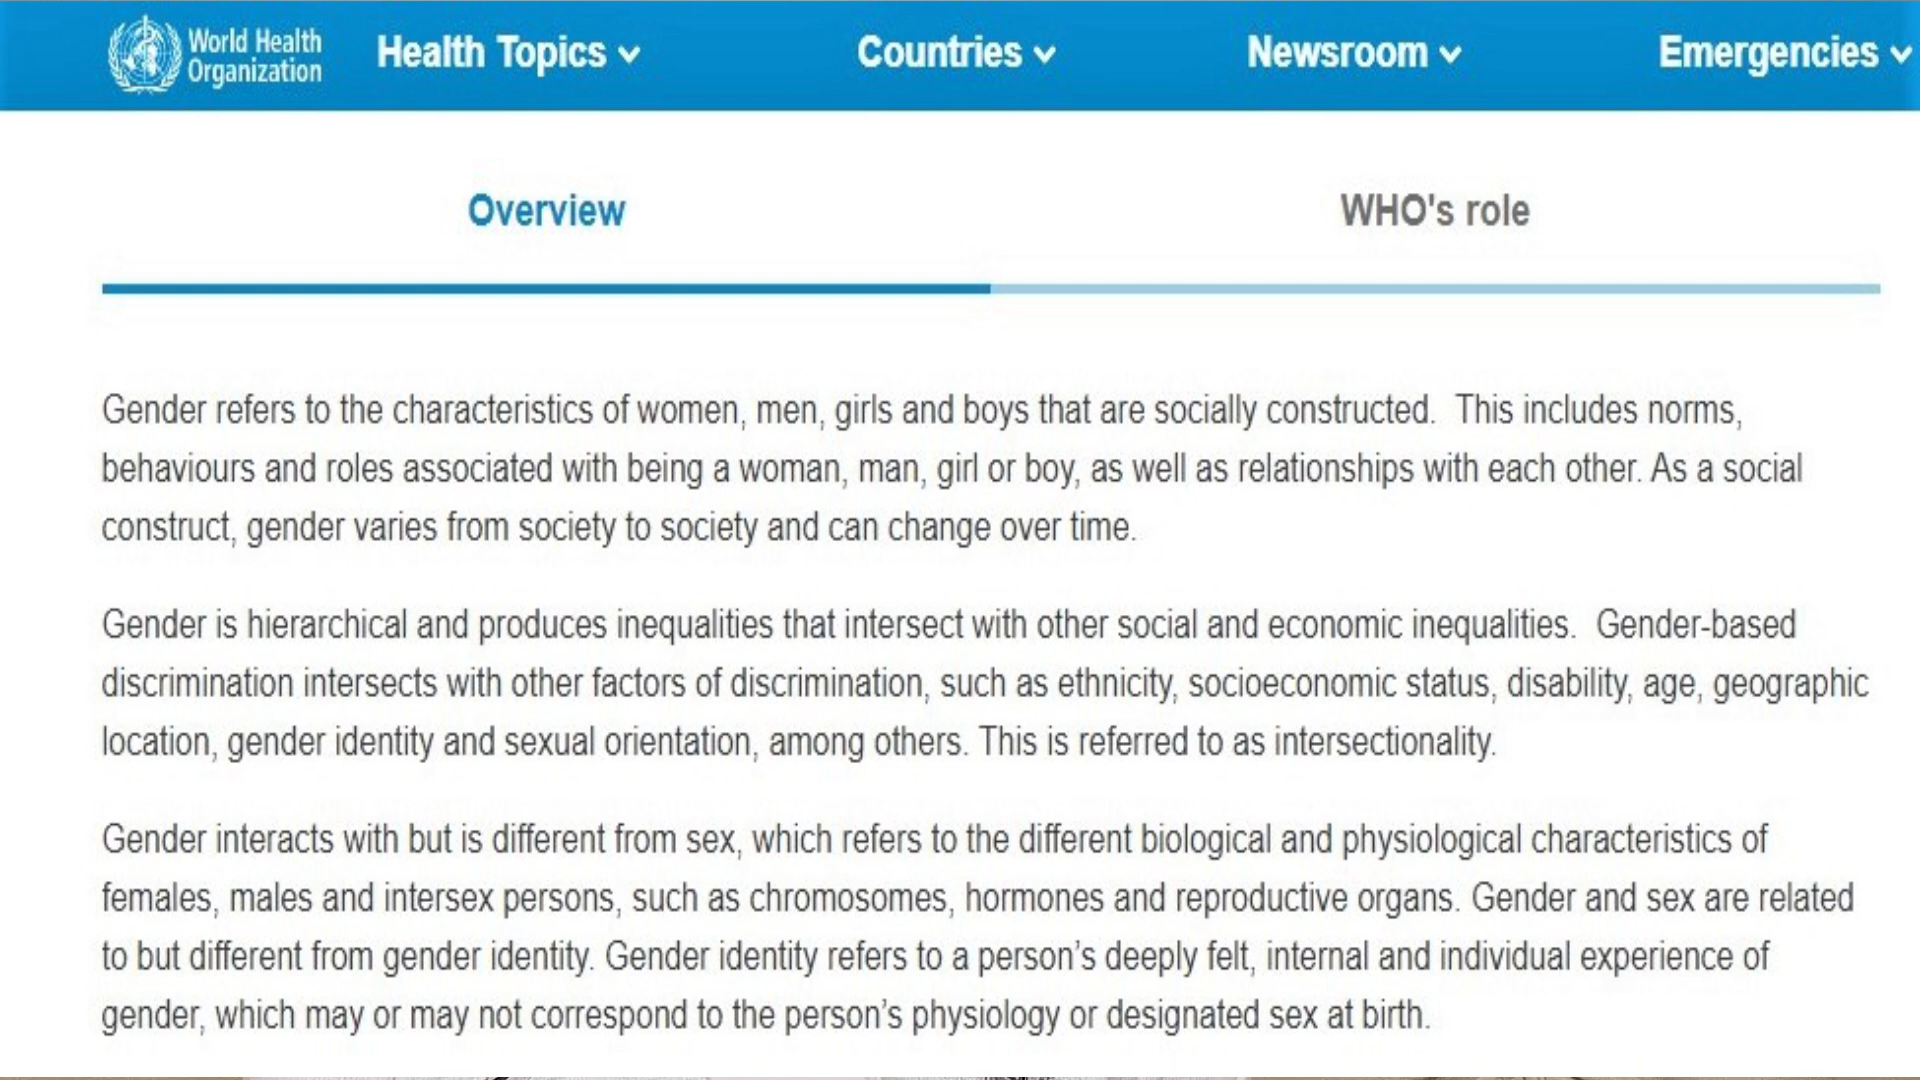 World Health
Organization
Health Topics
Countries
Newsroom
Emergencies
Overview
WHO's role
Gender refers to the characteristics of women, men, girls and boys that are socially constructed.  This includes norms,
behaviours and roles associated with being a woman, man, girl or boy, as well as relationships with each other. As a social
construct, gender varies from society to society and can change over time.
Gender is hierarchical and produces inequalities that intersect with other social and economic inequalities.  Gender-based
discrimination intersects with other factors of discrimination, such as ethnicity, socioeconomic status, disability, age, geographic
location, gender identity and sexual orientation, among others. This is referred to as intersectionality.
Gender interacts with but is different from sex, which refers to the different biological and physiological characteristics of
females, males and intersex persons, such as chromosomes, hormones and reproductive organs. Gender and sex are related
to but different from gender identity. Gender identity refers to a person’s deeply felt, internal and individual experience of
gender, which may or may not correspond to the person’s physiology or designated sex at birth.